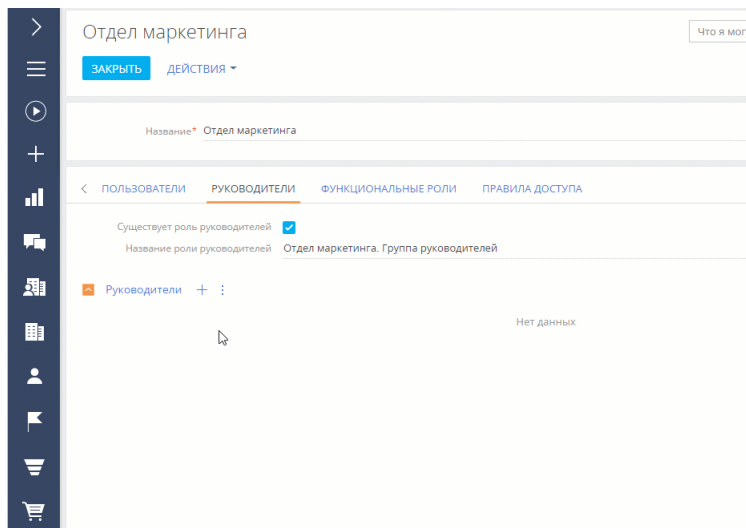 Отдел маркетинга
Что я мог
ЗАКРЫТЬ ДЕЙСТВИЯ
Название* Отдел маркетинга
ПОЛЬЗОВАТЕЛИ РУКОВОДИТЕЛИ ФУНКЦИОНАЛЬНЫЕ РОЛИ ПРАВИЛА ДОСТУПА
Существует роль руководителей
Название роли руководителей Отдел маркетинга. Группа руководителей
Руководители
Нет данных